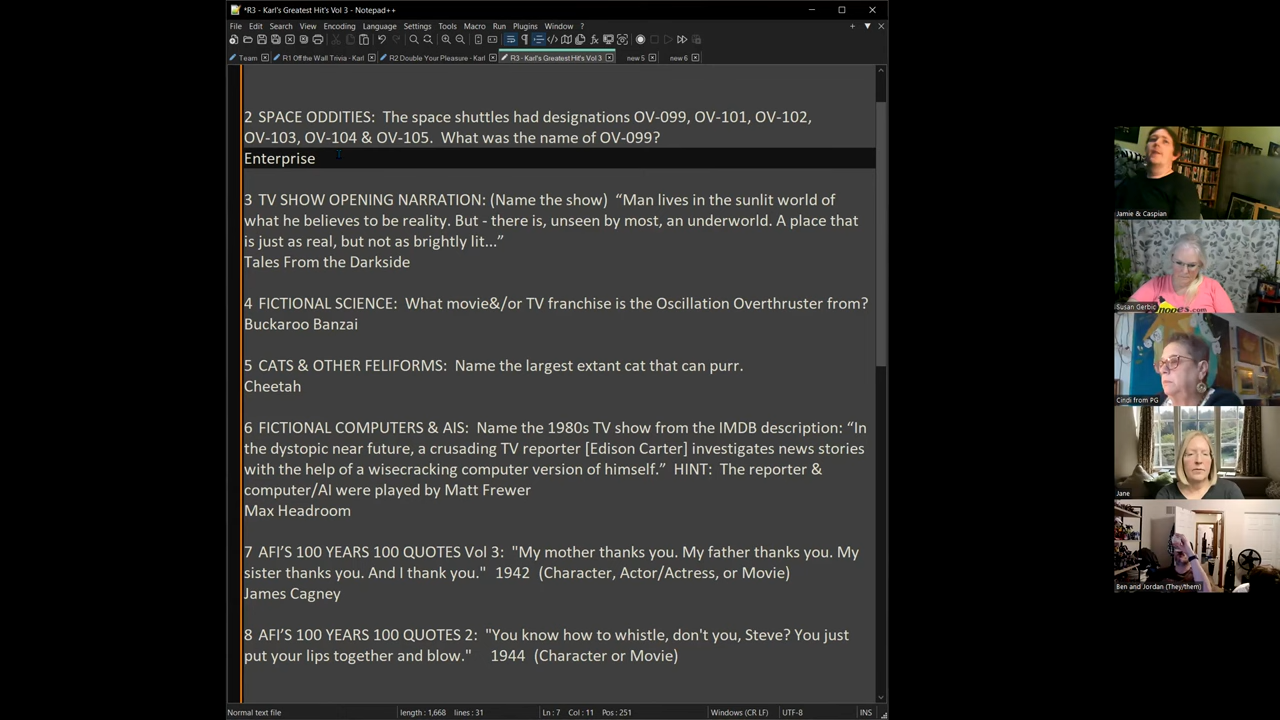 *R3 - Karl's Greatest Hit's Vol 3 - Notepad++
File Edit Search View Encoding Language Settings Tools Macro Run Plugins Window ?
Team R1 Off the Wall Trivia - Karl R2 Double Your Pleasure - Karl R3 - Karl's Greatest Hit's Vol 3 new 5 new 6
2 SPACE ODDITIES: The space shuttles had designations OV-099, OV-101, OV-102,
OV-103, OV-104 & OV-105. What was the name of OV-099?
Enterprise
3 TV SHOW OPENING NARRATION: (Name the show) “Man lives in the sunlit world of
what he believes to be reality. But - there is, unseen by most, an underworld. A place that
is just as real, but not as brightly lit...”
Tales From the Darkside
4 FICTIONAL SCIENCE: What movie&/or TV franchise is the Oscillation Overthruster from?
Buckaroo Banzai
5 CATS & OTHER FELIFORMS: Name the largest extant cat that can purr.
Cheetah
6 FICTIONAL COMPUTERS & AIS: Name the 1980s TV show from the IMDB description: “In
the dystopic near future, a crusading TV reporter [Edison Carter] investigates news stories
with the help of a wisecracking computer version of himself.” HINT: The reporter &
computer/AI were played by Matt Frewer
Max Headroom
7 AFI’S 100 YEARS 100 QUOTES Vol 3: "My mother thanks you. My father thanks you. My
sister thanks you. And I thank you." 1942 (Character, Actor/Actress, or Movie)
James Cagney
8 AFI’S 100 YEARS 100 QUOTES 2: "You know how to whistle, don't you, Steve? You just
put your lips together and blow." 1944 (Character or Movie)
Normal text file length : 1,668 lines : 31 Ln : 7 Col : 11 Pos : 251 Windows (CR LF) UTF-8 INS
Jamie & Caspian
Susan Gerbic
Cindi from PG
Jane
Ben and Jordan (They/them)